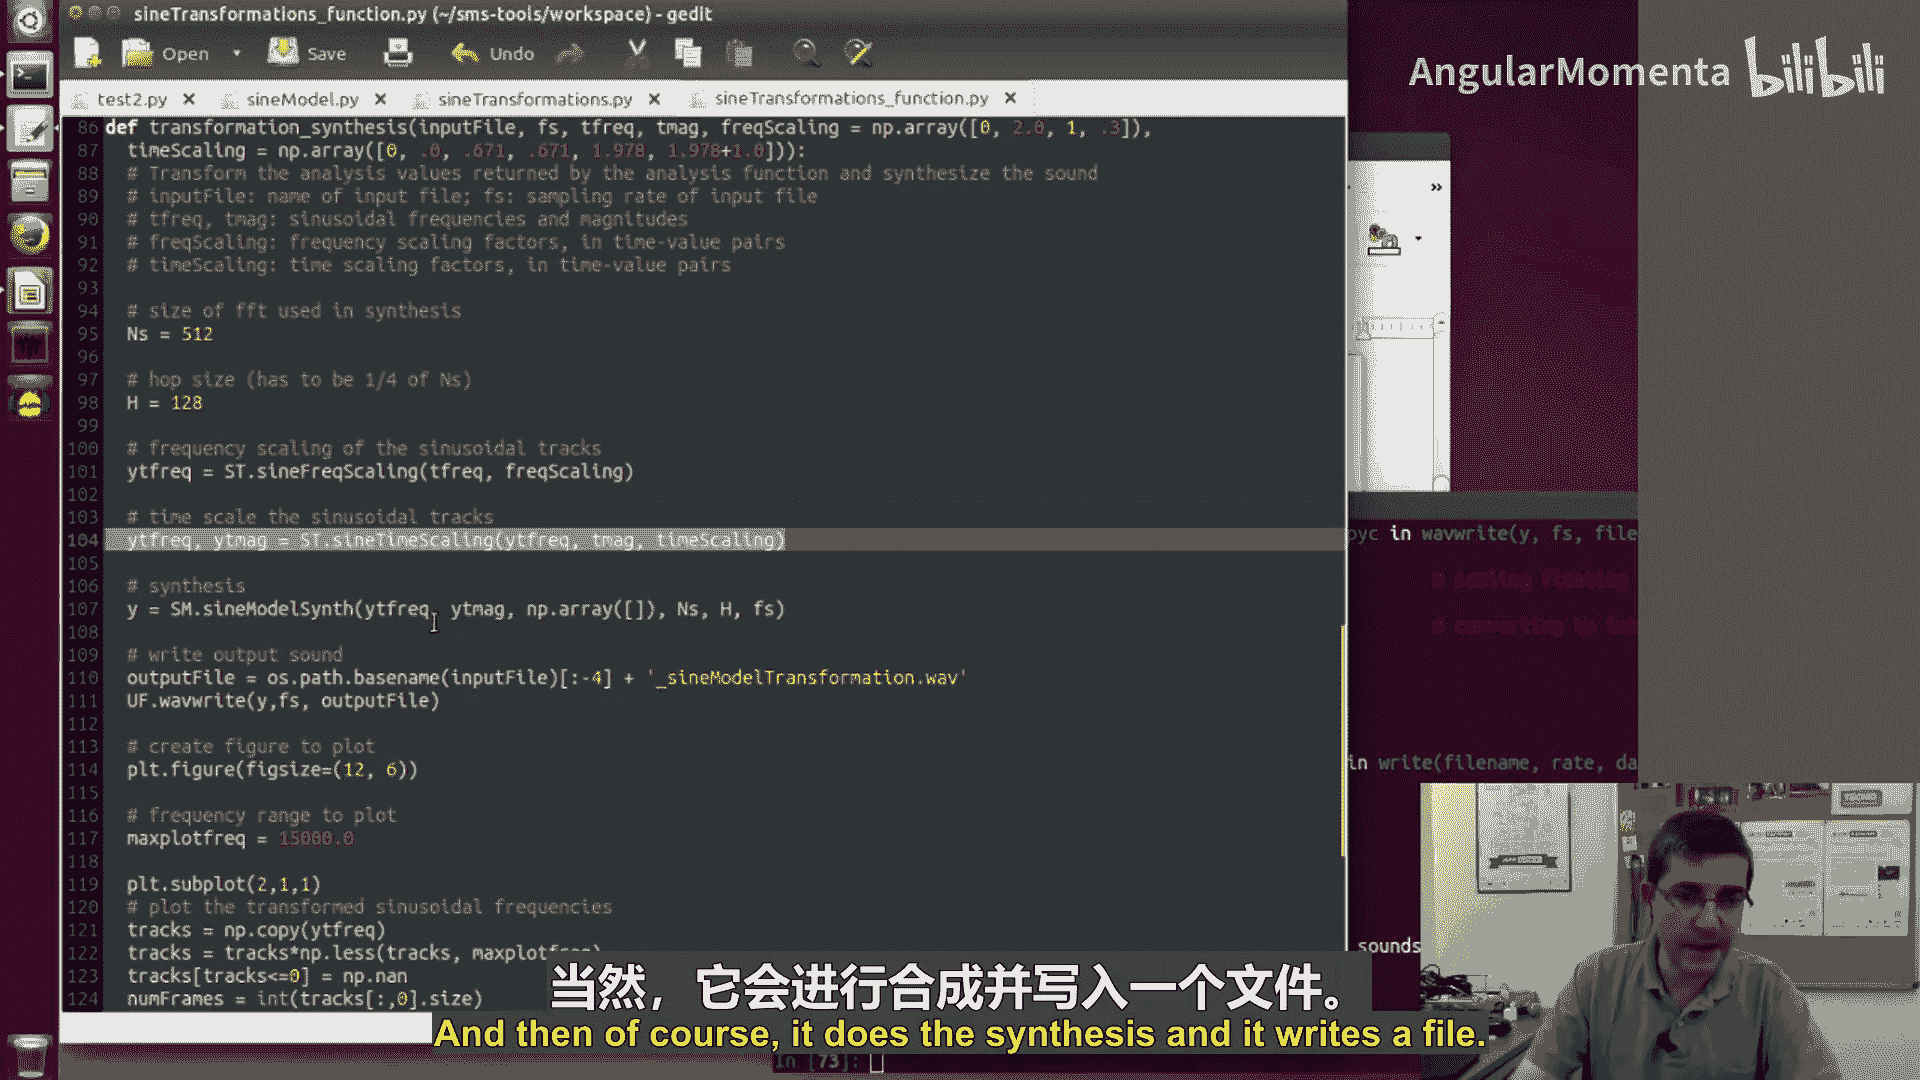 sineTransformations_function.py (~/sms-tools/workspace) - gedit
Open Save Undo
AngularMomenta bilibili
test2.py sineModel.py sineTransformations.py sineTransformations_function.py
86 def transformation_synthesis(inputFile, fs, tfreq, tmag, freqScaling = np.array([0, 2.0, 1, .3]),
87 timeScaling = np.array([0, .0, .671, .671, 1.978, 1.978+1.0])):
88 # Transform the analysis values returned by the analysis function and synthesize the sound
89 # inputFile: name of input file; fs: sampling rate of input file
90 # tfreq, tmag: sinusoidal frequencies and magnitudes
91 # freqScaling: frequency scaling factors, in time-value pairs
92 # timeScaling: time scaling factors, in time-value pairs
93
94 # size of fft used in synthesis
95 Ns = 512
96
97 # hop size (has to be 1/4 of Ns)
98 H = 128
99
100 # frequency scaling of the sinusoidal tracks
101 ytfreq = ST.sineFreqScaling(tfreq, freqScaling)
102
103 # time scale the sinusoidal tracks
104 ytfreq, ytmag = ST.sineTimeScaling(ytfreq, tmag, timeScaling)
105
106 # synthesis
107 y = SM.sineModelSynth(ytfreq, ytmag, np.array([]), Ns, H, fs)
108
109 # write output sound
110 outputFile = os.path.basename(inputFile)[:-4] + '_sineModelTransformation.wav'
111 UF.wavwrite(y,fs, outputFile)
112
113 # create figure to plot
114 plt.figure(figsize=(12, 6))
115
116 # frequency range to plot
117 maxplotfreq = 15000.0
118
119 plt.subplot(2,1,1)
120 # plot the transformed sinusoidal frequencies
121 tracks = np.copy(ytfreq)
122 tracks = tracks*np.less(tracks, maxplotfreq)
123 tracks[tracks<=0] = np.nan
124 numFrames = int(tracks[:,0].size)
pyc in wavwrite(y, fs, file
in write(filename, rate, da
sounds
当然，它会进行合成并写入一个文件。
And then of course, it does the synthesis and it writes a file.
In [73]: